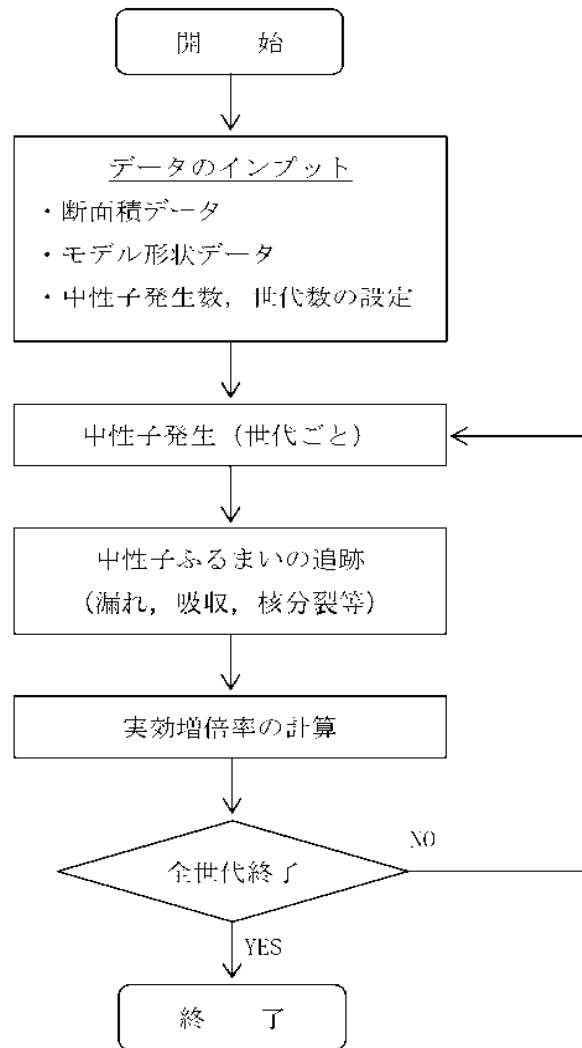 開　始
データのインプット
・断面積データ
・モデル形状データ
・中性子発生数，世代数の設定
中性子発生（世代ごと）
中性子ふるまいの追跡
（漏れ，吸収，核分裂等）
実効増倍率の計算
全世代終了
NO
YES
終　了